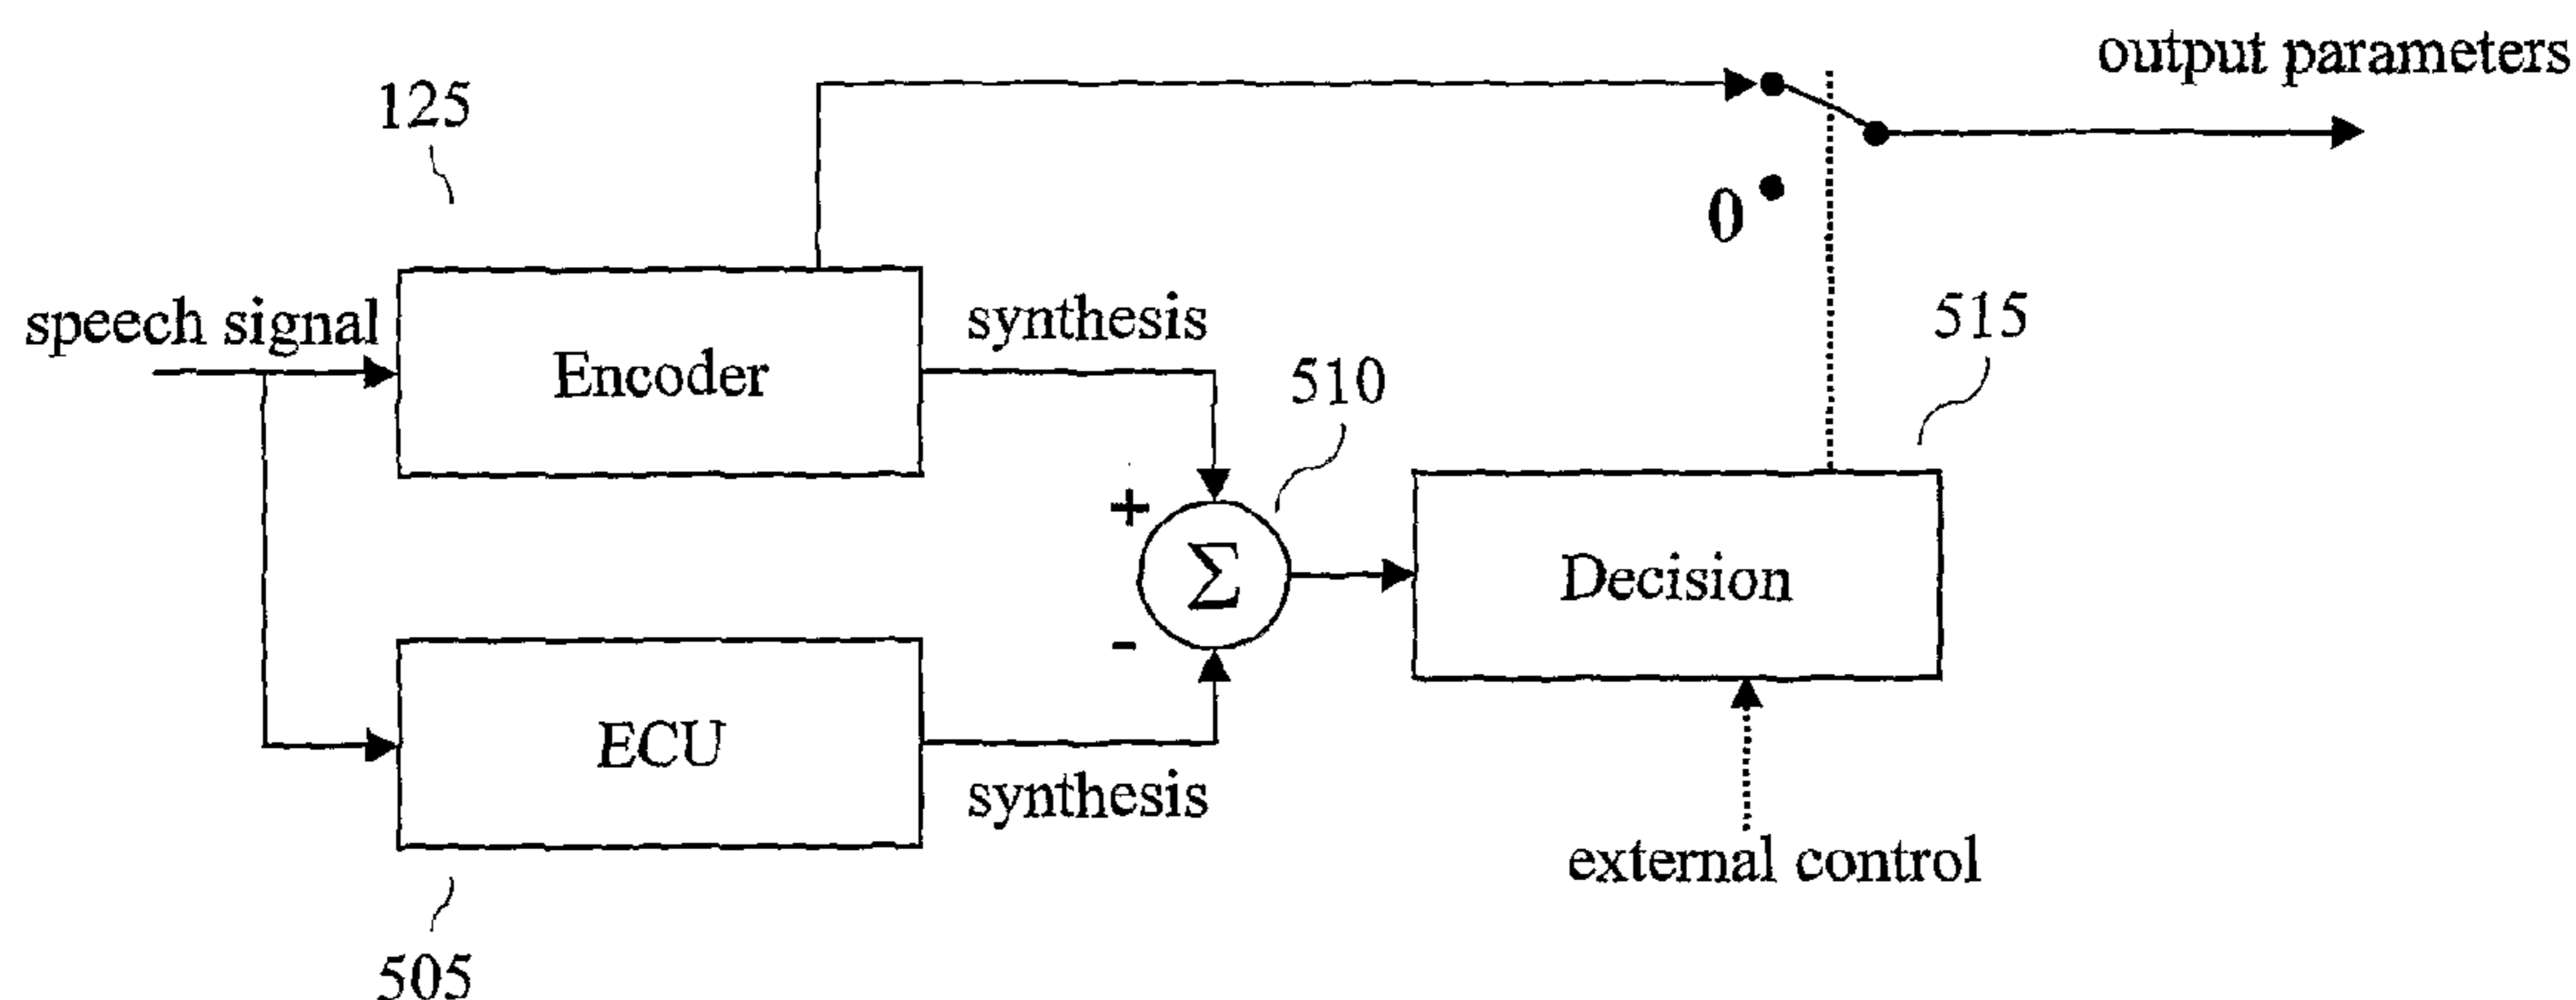 output parameters
125
0
speech signal
synthesis
515
Encoder
510
+
Σ
Decision
-
ECU
synthesis
external control
505